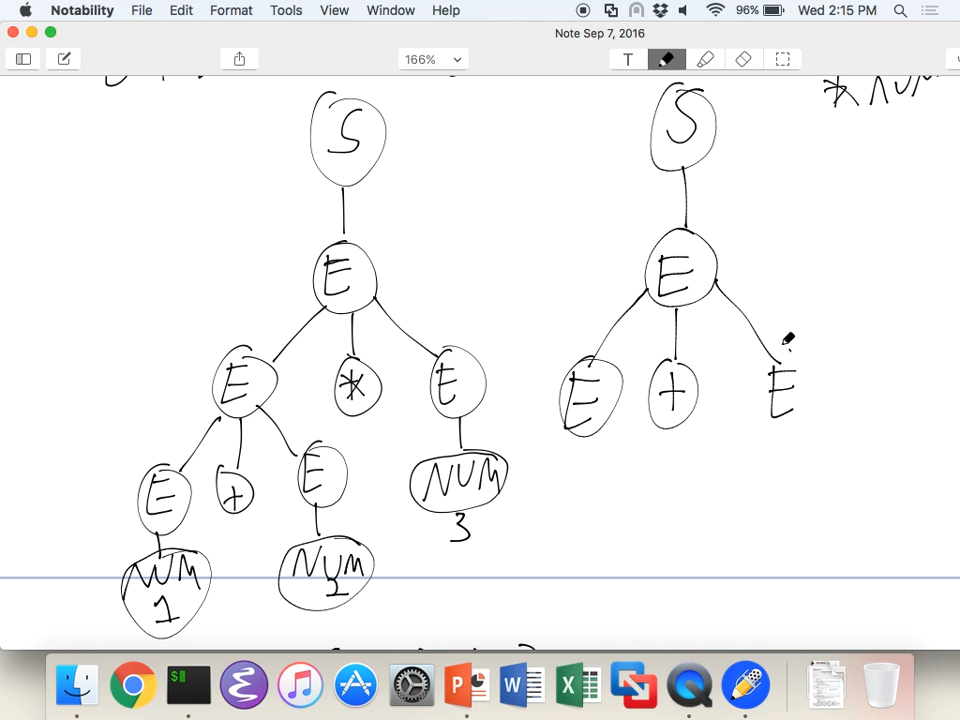 Notability File Edit Format Tools View Window Help 96% Wed 2:15 PM
Note Sep 7, 2016
166% T
* NUM
S S
E E
E * E E + E
E + E NUM
3
NUM NUM
1 2
$
P W X